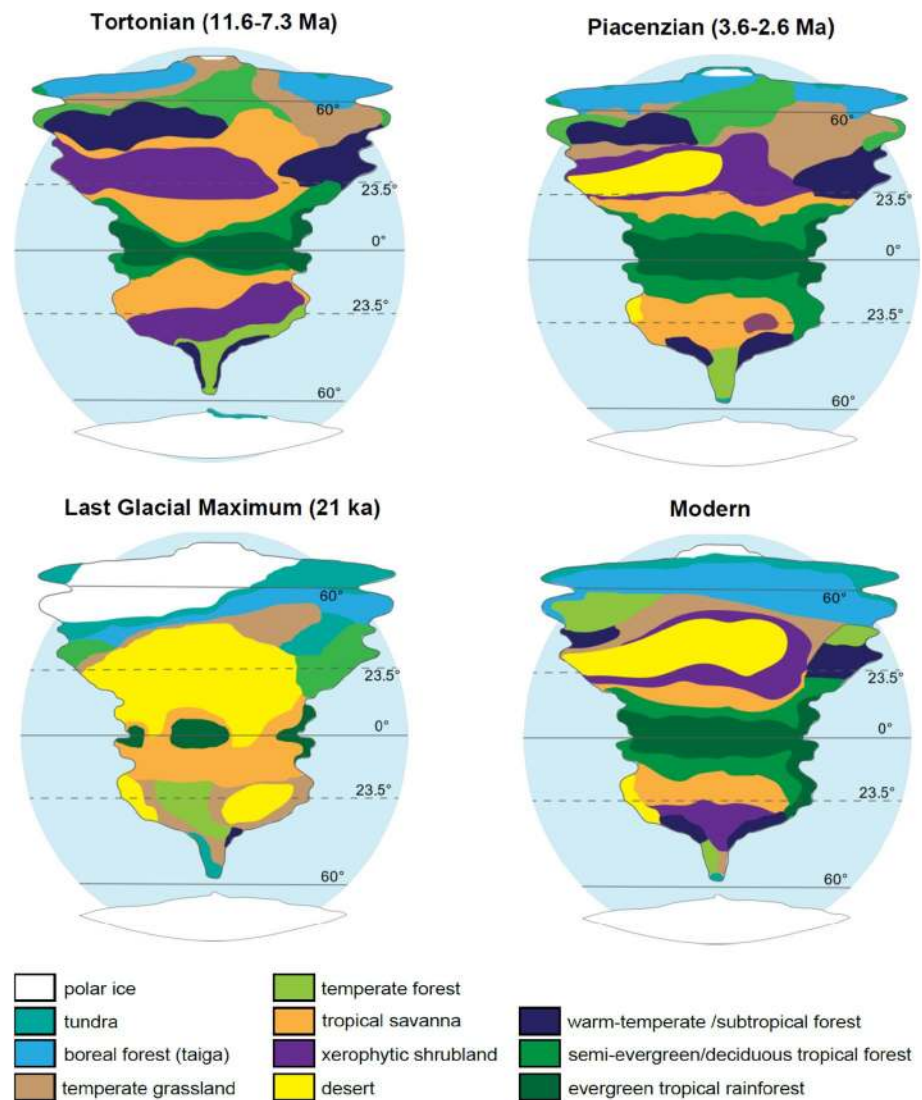 Tortonian (11.6-7.3 Ma)
Piacenzian (3.6-2.6 Ma)
60°
23.5°
0°
23.5°
60°
60°
23.5°
0°
23.5°
60°
Last Glacial Maximum (21 ka)
Modern
60°
23.5°
0°
23.5°
60°
60°
23.5°
0°
23.5°
60°
polar ice
tundra
boreal forest (taiga)
temperate grassland
temperate forest
tropical savanna
xerophytic shrubland
desert
warm-temperate /subtropical forest
semi-evergreen/deciduous tropical forest
evergreen tropical rainforest